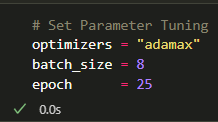 # Set Parameter Tuning
optimizers = "adamax"
batch_size = 8
epoch      = 25
0.0s